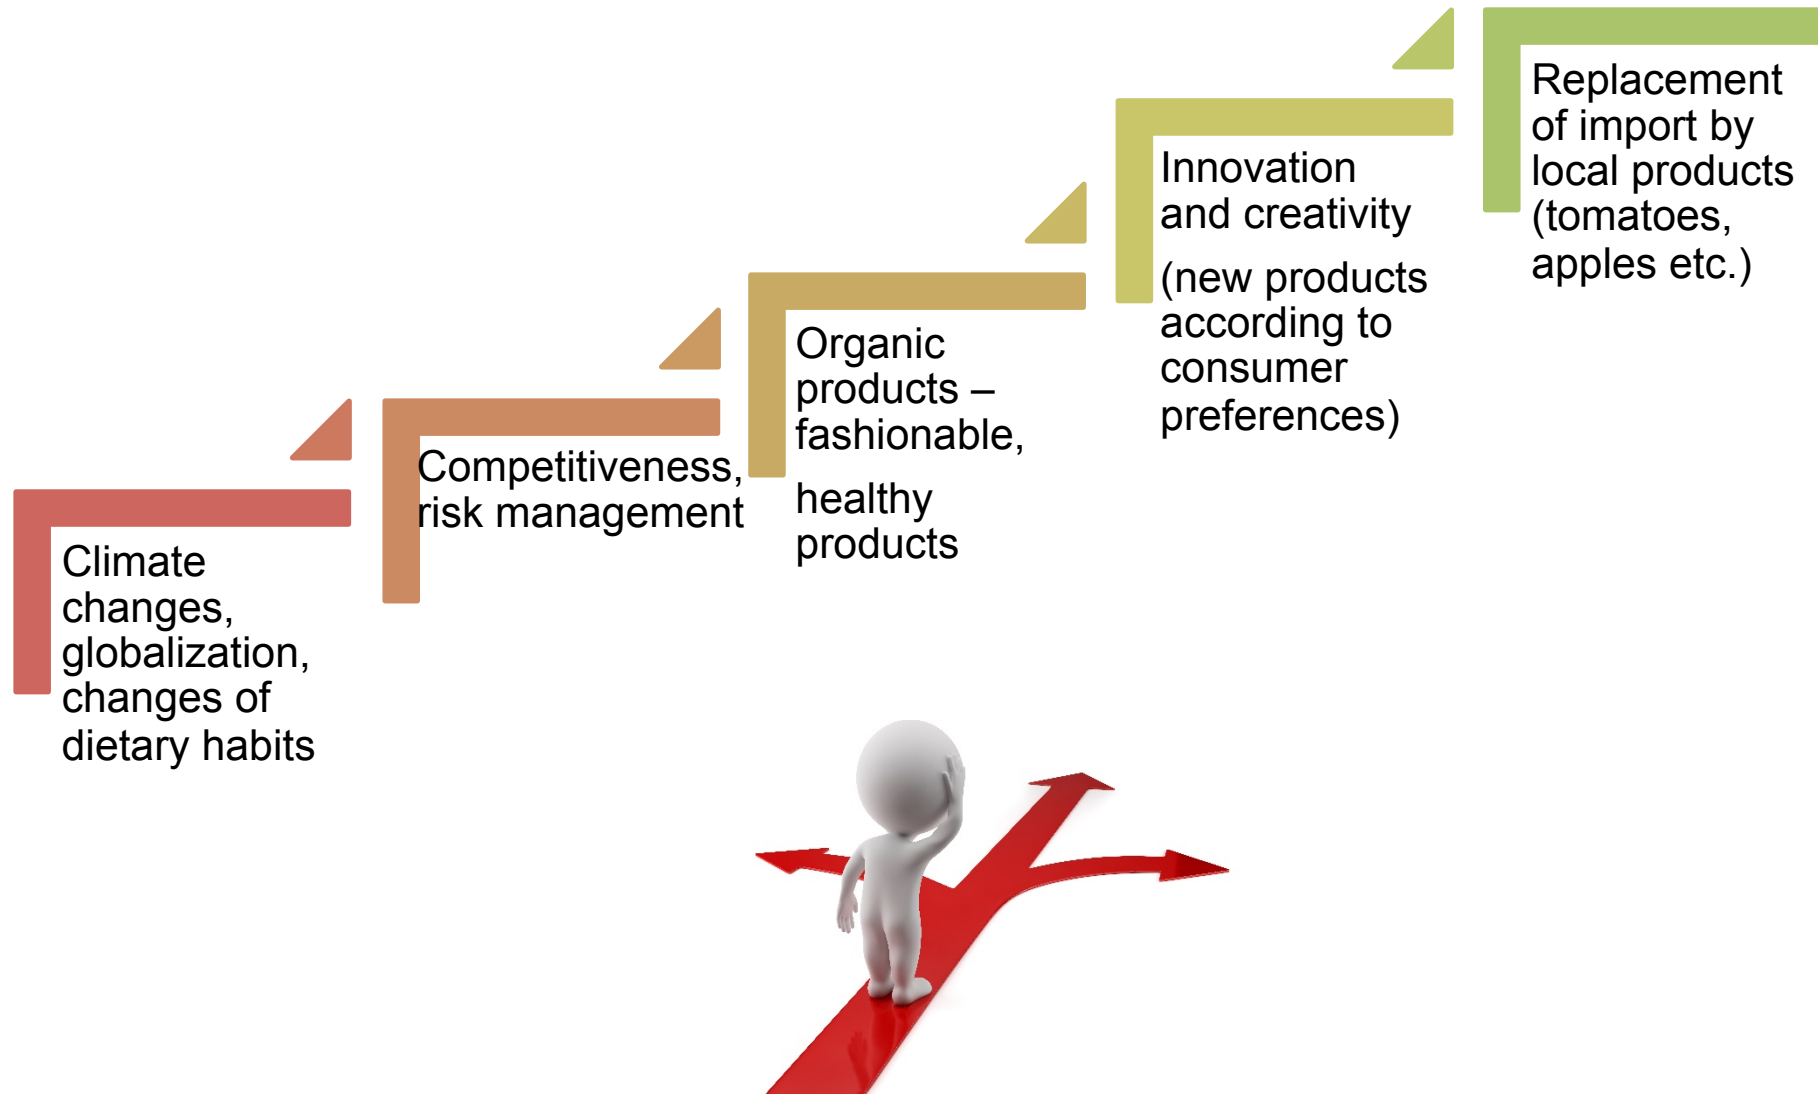 Climate
changes,
globalization,
changes of
dietary habits
Competitiveness,
risk management
Organic
products –
fashionable,
healthy
products
Innovation
and creativity
(new products
according to
consumer
preferences)
Replacement
of import by
local products
(tomatoes,
apples etc.)